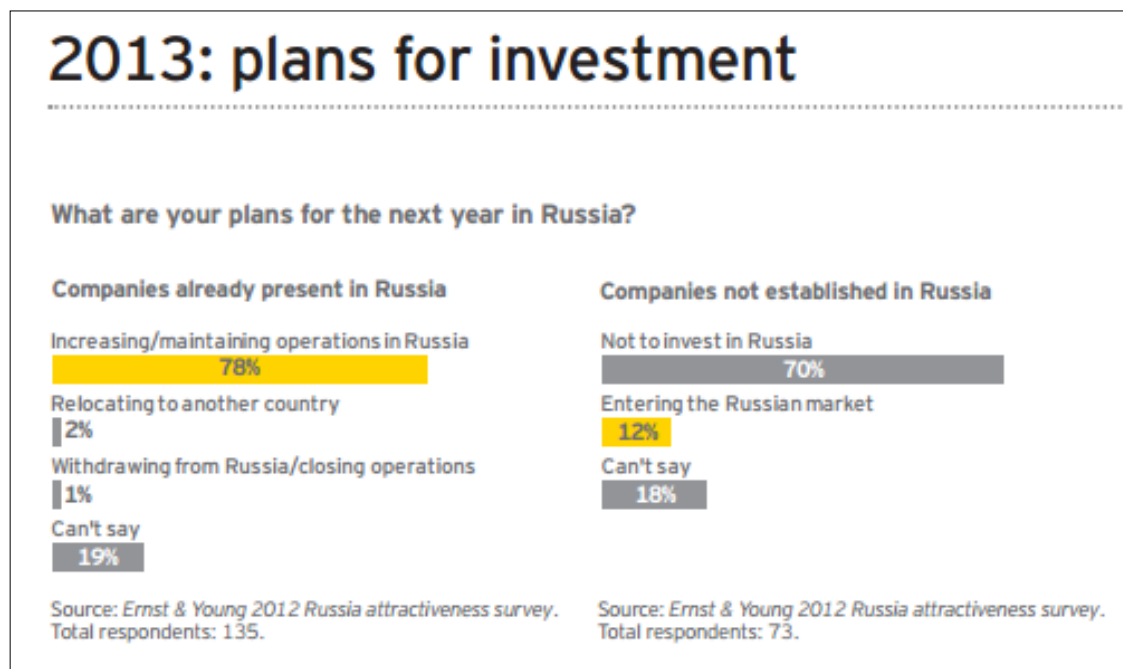 2013: plans for investment
What are your plans for the next year in Russia?
Companies already present in Russia
Increasing/maintaining operations in Russia
78%
Relocating to another country
2%
Withdrawing from Russia/closing operations
1%
Can't say
19%
Source: Ernst & Young 2012 Russia attractiveness survey.
Total respondents: 135.
Companies not established in Russia
Not to invest in Russia
70%
Entering the Russian market
12%
Can't say
18%
Source: Ernst & Young 2012 Russia attractiveness survey.
Total respondents: 73.